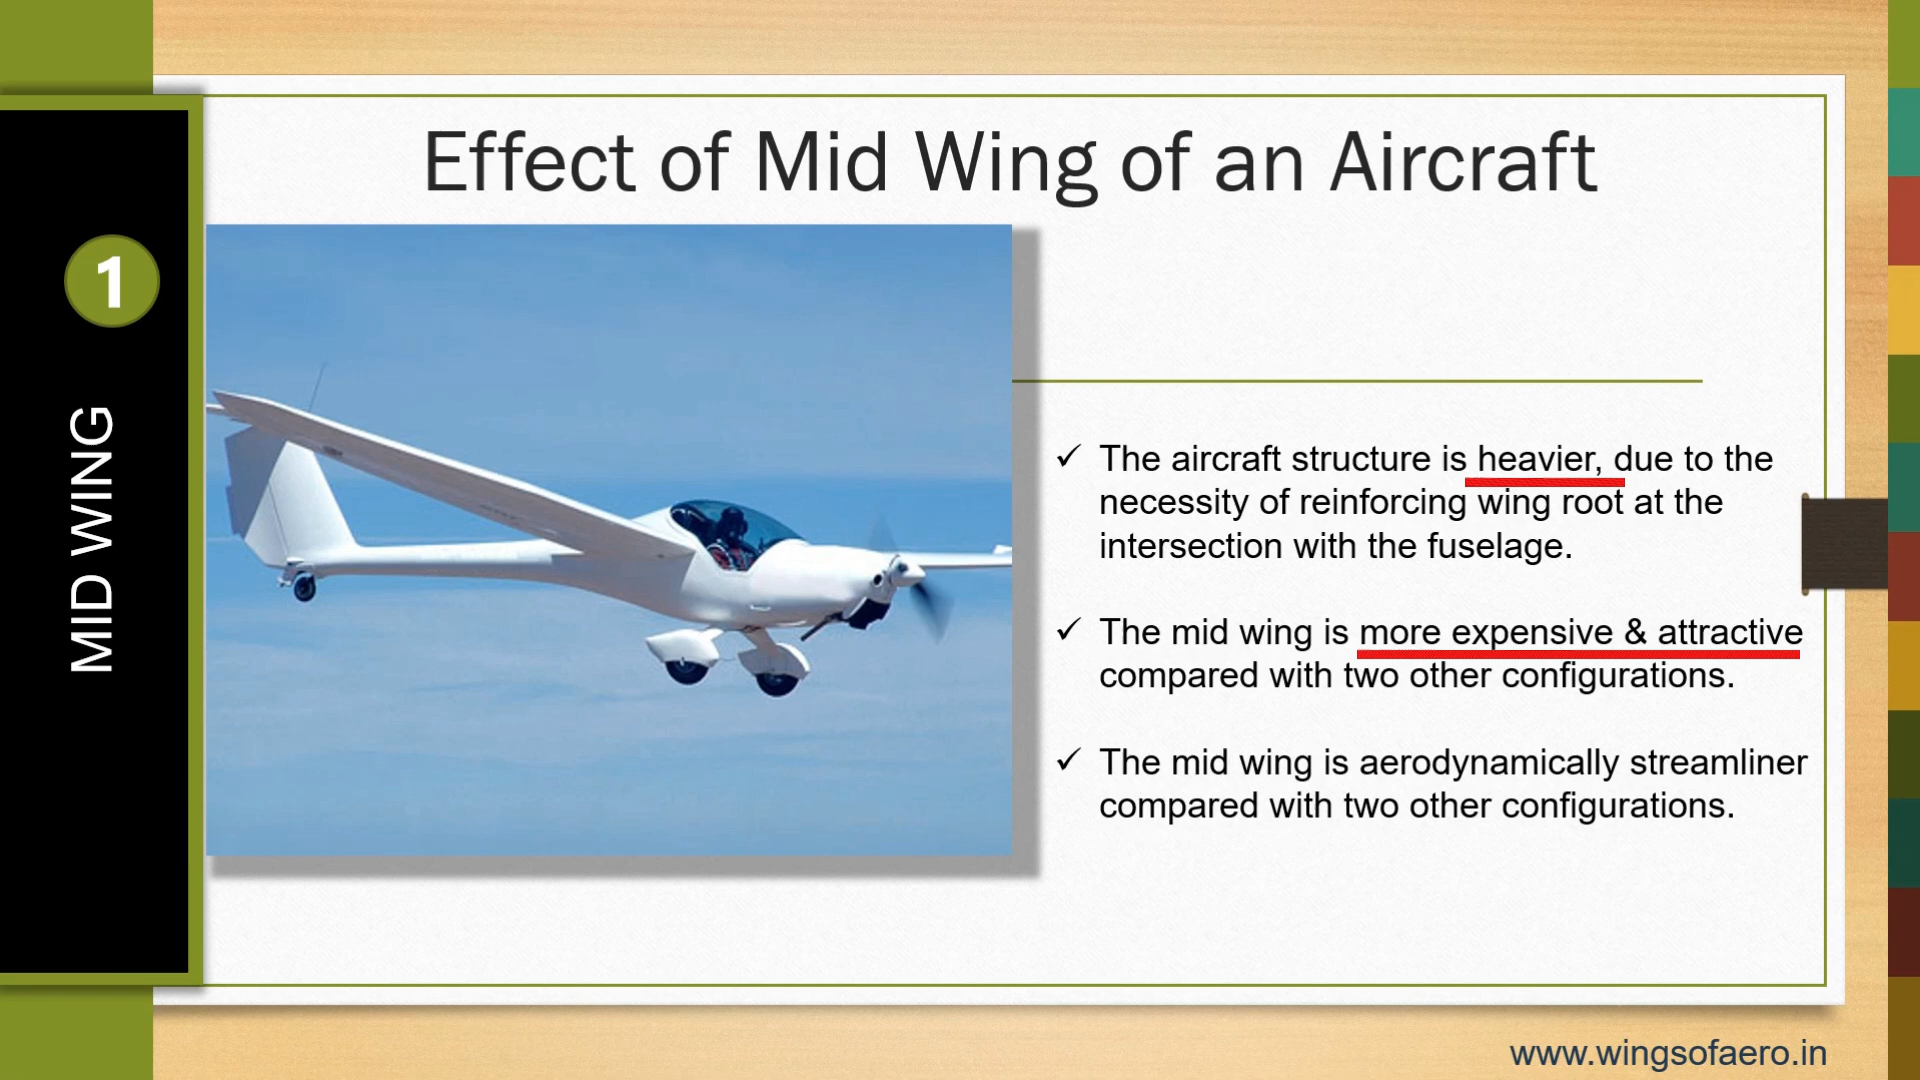 Effect of Mid Wing of an Aircraft
1
MID WING
✓ The aircraft structure is heavier, due to the
necessity of reinforcing wing root at the
intersection with the fuselage.
✓ The mid wing is more expensive & attractive
compared with two other configurations.
✓ The mid wing is aerodynamically streamliner
compared with two other configurations.
www.wingsofaero.in